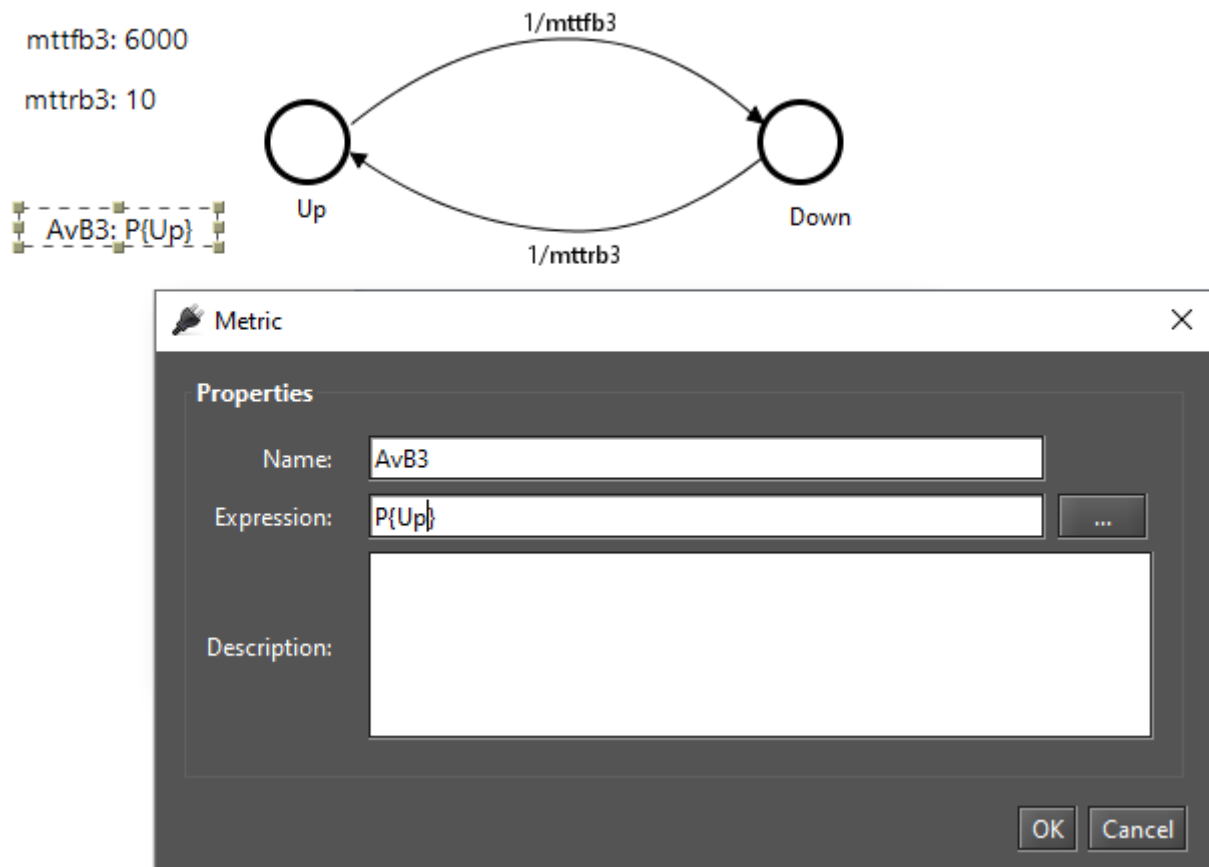 1/mttfb3
mttfb3: 6000
mttrb3: 10
Up
Down
AvB3: P{Up}
1/mttrb3
Metric
Properties
Name: AvB3
Expression: P{Up} ...
Description:
OK Cancel